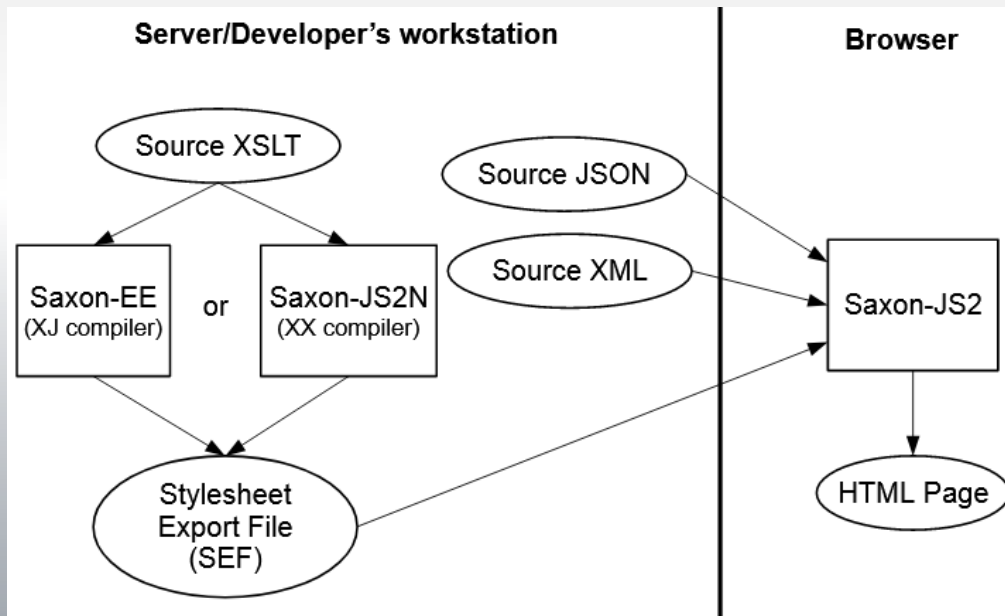 Server/Developer's workstation
Browser
Source XSLT
Source JSON
Source XML
Saxon-EE
(XJ compiler)
or
Saxon-JS2N
(XX compiler)
Saxon-JS2
Stylesheet
Export File
(SEF)
HTML Page